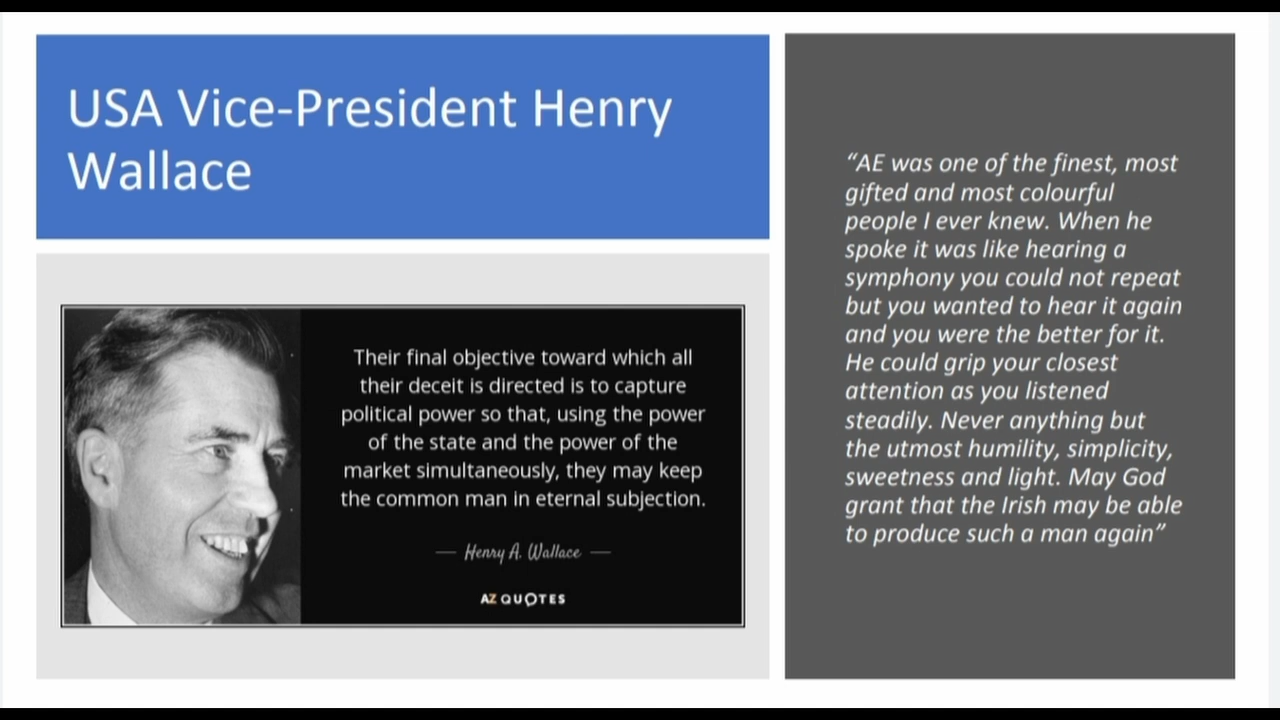 USA Vice-President Henry
Wallace
Their final objective toward which all
their deceit is directed is to capture
political power so that, using the power
of the state and the power of the
market simultaneously, they may keep
the common man in eternal subjection.
— Henry A. Wallace —
AZ QUOTES
“AE was one of the finest, most
gifted and most colourful
people I ever knew. When he
spoke it was like hearing a
symphony you could not repeat
but you wanted to hear it again
and you were the better for it.
He could grip your closest
attention as you listened
steadily. Never anything but
the utmost humility, simplicity,
sweetness and light. May God
grant that the Irish may be able
to produce such a man again”